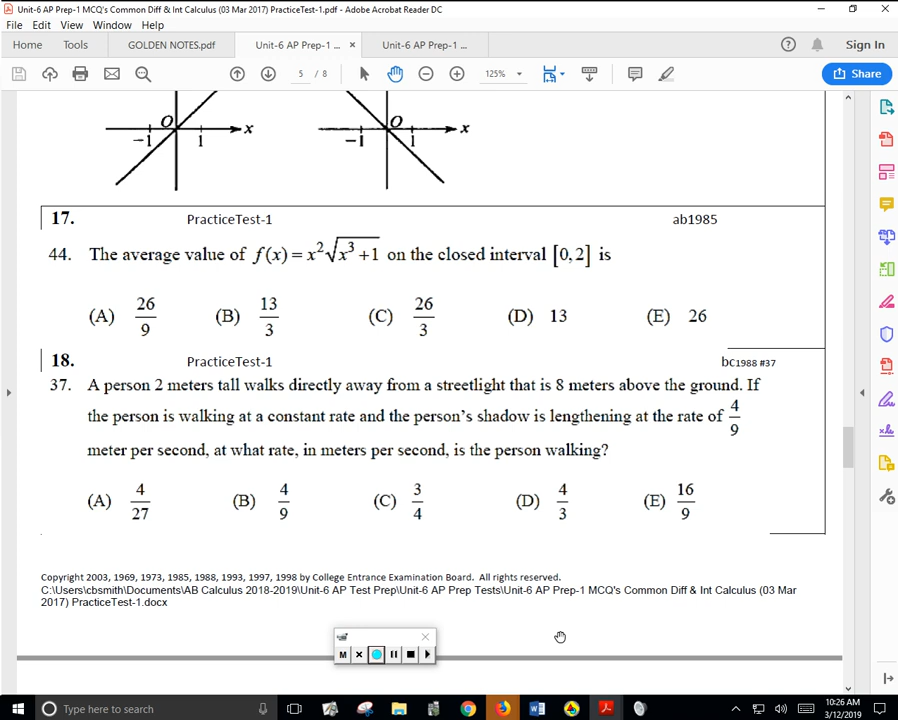 Unit-6 AP Prep-1 MCQ's Common Diff & Int Calculus (03 Mar 2017) PracticeTest-1.pdf - Adobe Acrobat Reader DC
File Edit View Window Help
Home Tools GOLDEN NOTES.pdf Unit-6 AP Prep-1 ... × Unit-6 AP Prep-1 ... Sign In
5 / 8 125% Share
O x
-1 1
O x
-1 1
17. PracticeTest-1 ab1985
44. The average value of f(x) = x²√(x³ + 1) on the closed interval [0, 2] is
(A) 26/9 (B) 13/3 (C) 26/3 (D) 13 (E) 26
18. PracticeTest-1 bC1988 #37
37. A person 2 meters tall walks directly away from a streetlight that is 8 meters above the ground. If
the person is walking at a constant rate and the person's shadow is lengthening at the rate of 4/9
meter per second, at what rate, in meters per second, is the person walking?
(A) 4/27 (B) 4/9 (C) 3/4 (D) 4/3 (E) 16/9
Copyright 2003, 1969, 1973, 1985, 1988, 1993, 1997, 1998 by College Entrance Examination Board. All rights reserved.
C:\Users\cbsmith\Documents\AB Calculus 2018-2019\Unit-6 AP Test Prep\Unit-6 AP Prep Tests\Unit-6 AP Prep-1 MCQ's Common Diff & Int Calculus (03 Mar
2017) PracticeTest-1.docx
M
Type here to search
10:26 AM
3/12/2019